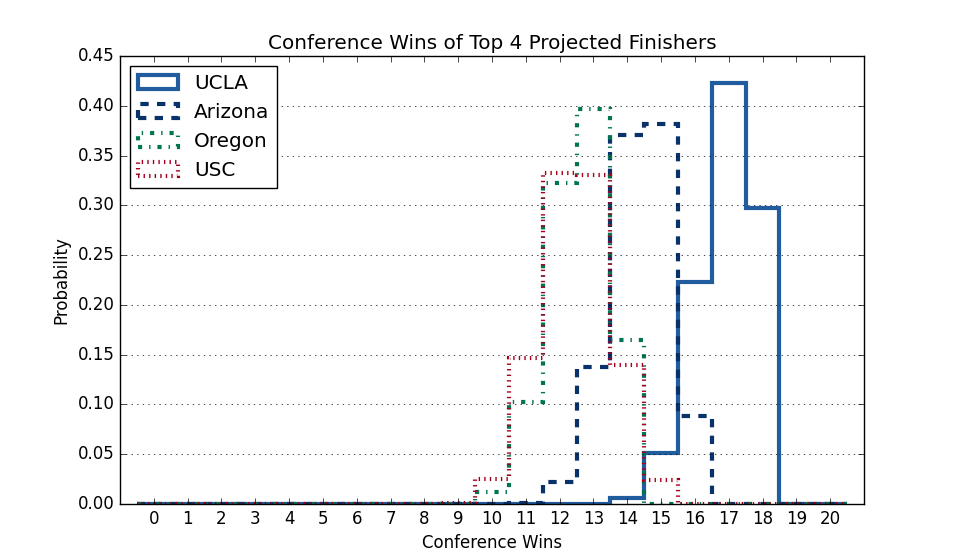 Conference Wins of Top 4 Projected Finishers
0.45
0.40
0.35
0.30
0.25
0.20
0.15
0.10
0.05
0.00
Probability
UCLA
Arizona
Oregon
USC
0 1 2 3 4 5 6 7 8 9 10 11 12 13 14 15 16 17 18 19 20
Conference Wins